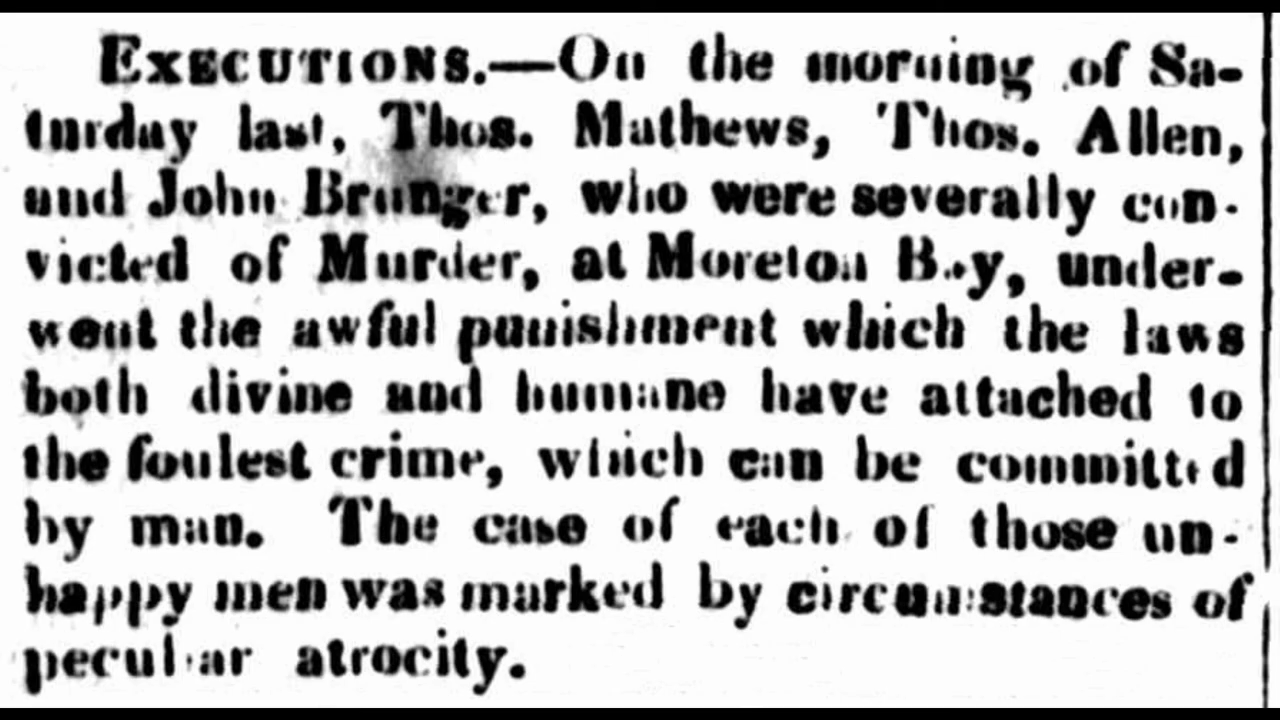 EXECUTIONS.—On the morning of Sa-
turday last, Thos. Mathews, Thos. Allen,
and John Brunger, who were severally con-
victed of Murder, at Moreton Bay, under-
went the awful punishment which the laws
both divine and humane have attached to
the foulest crime, which can be committed
by man. The case of each of those un-
happy men was marked by circumstances of
peculiar atrocity.